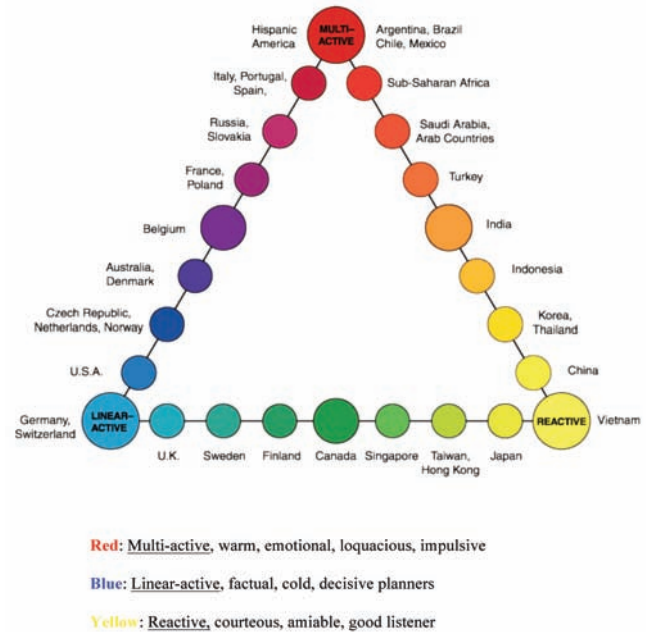 Hispanic
America
MULTI–
ACTIVE
Argentina, Brazil
Chile, Mexico
Italy, Portugal,
Spain,
Sub-Saharan Africa
Russia,
Slovakia
Saudi Arabia,
Arab Countries
France,
Poland
Turkey
Belgium
India
Australia,
Denmark
Indonesia
Czech Republic,
Netherlands, Norway
Korea,
Thailand
U.S.A.
China
Germany,
Switzerland
LINEAR–
ACTIVE
REACTIVE
Vietnam
U.K.
Sweden
Finland
Canada
Singapore
Taiwan,
Hong Kong
Japan
Red: Multi-active, warm, emotional, loquacious, impulsive
Blue: Linear-active, factual, cold, decisive planners
Yellow: Reactive, courteous, amiable, good listener